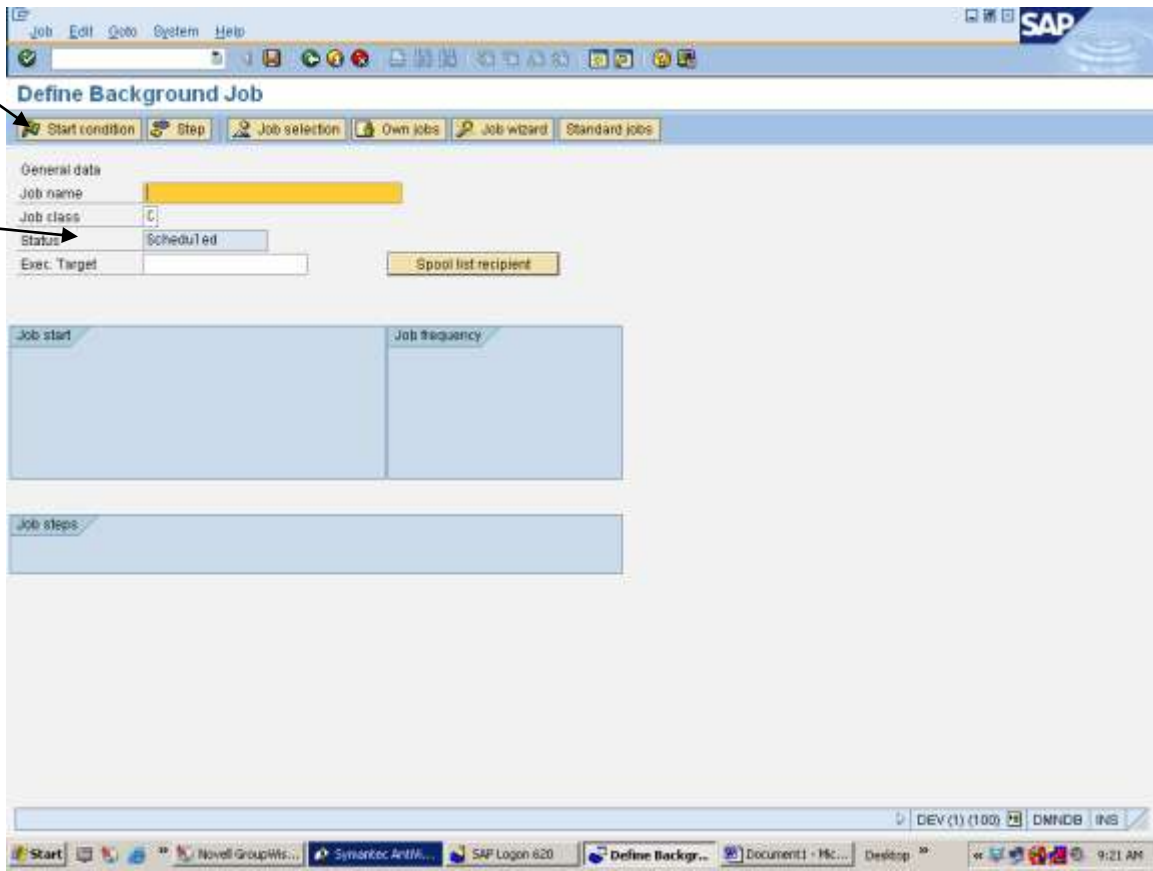 Job Edit Goto System Help
SAP
Define Background Job
Start condition Step Job selection Own jobs Job wizard Standard jobs
General data
Job name
Job class C
Status Scheduled
Exec. Target Spool list recipient
Job start Job frequency
Job steps
DEV (1) (100) DMNDB INS
Start Novell GroupWis... Symantec AntiVi... SAP Logon 620 Define Backgr... Document1 - Mic... Desktop 9:21 AM